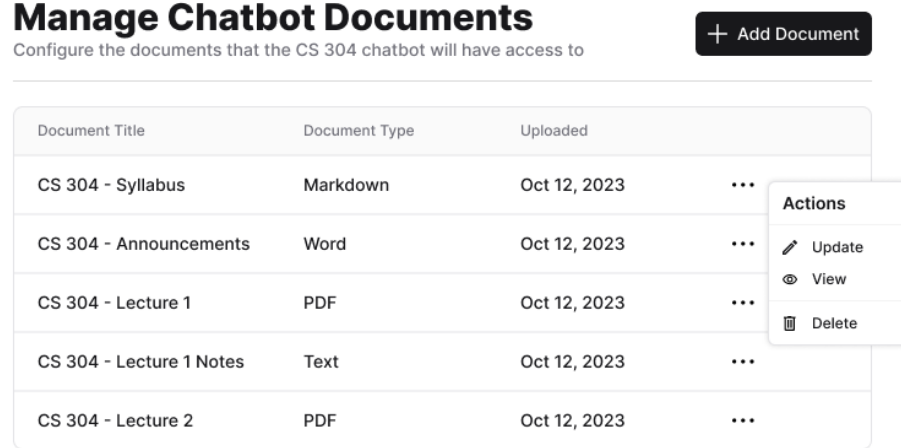 Manage Chatbot Documents
Configure the documents that the CS 304 chatbot will have access to
Add Document
Document Title Document Type Uploaded
CS 304 - Syllabus Markdown Oct 12, 2023
CS 304 - Announcements Word Oct 12, 2023
CS 304 - Lecture 1 PDF Oct 12, 2023
CS 304 - Lecture 1 Notes Text Oct 12, 2023
CS 304 - Lecture 2 PDF Oct 12, 2023
Actions
Update
View
Delete